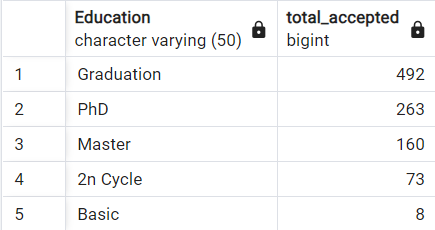 Education total_accepted
character varying (50) bigint
1 Graduation 492
2 PhD 263
3 Master 160
4 2n Cycle 73
5 Basic 8